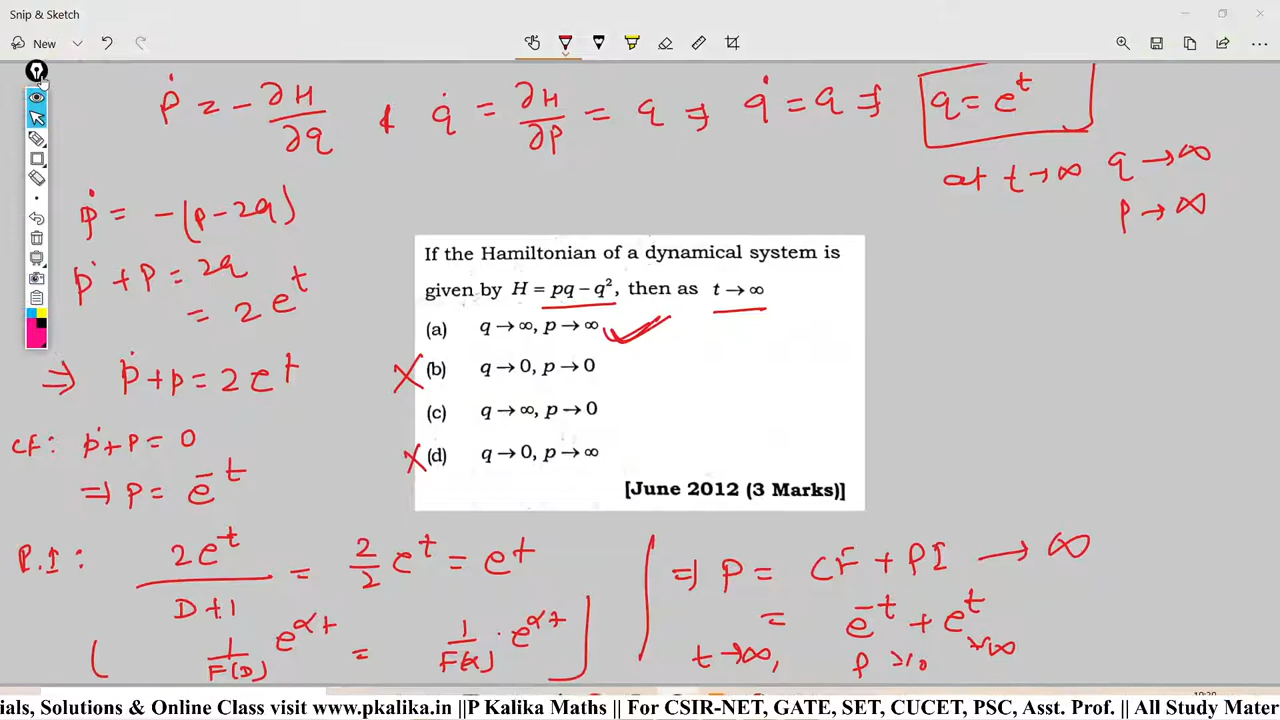 Snip & Sketch
New
ṗ = - ∂H/∂q & q̇ = ∂H/∂p = q ⇒ q̇ = q ⇒ q = e^t
at t→∞ q→∞
p→∞
ṗ = -(p-2q)
ṗ + p = 2q
= 2e^t
⇒ ṗ + p = 2e^t
CF: ṗ + p = 0
⇒ p = e^-t
P.I: 2e^t/(D+1) = 2/2 e^t = e^t
( 1/F(D) e^αt = 1/F(α) · e^αt ]
If the Hamiltonian of a dynamical system is
given by H = pq − q², then as t → ∞
(a) q → ∞, p → ∞
(b) q → 0, p → 0
(c) q → ∞, p → 0
(d) q → 0, p → ∞
[June 2012 (3 Marks)]
⇒ p = CF + PI → ∞
= e^-t + e^t
t→∞,
ials, Solutions & Online Class visit www.pkalika.in ||P Kalika Maths || For CSIR-NET, GATE, SET, CUCET, PSC, Asst. Prof. || All Study Mater